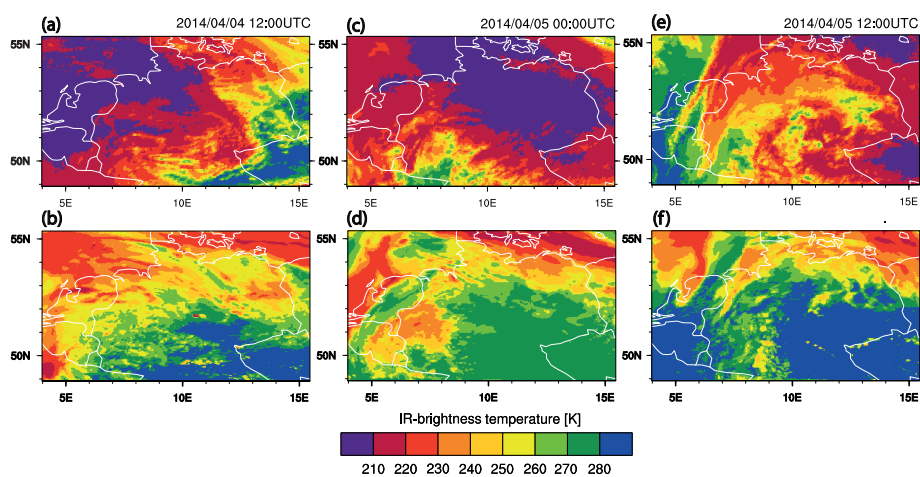 (a) 2014/04/04 12:00UTC (c) 2014/04/05 00:00UTC (e) 2014/04/05 12:00UTC
55N 55N 55N
50N 50N 50N
5E 10E 15E 5E 10E 15E 5E 10E 15E
(b) (d) (f)
55N 55N 55N
50N 50N 50N
5E 10E 15E 5E 10E 15E 5E 10E 15E
IR-brightness temperature [K]
210 220 230 240 250 260 270 280